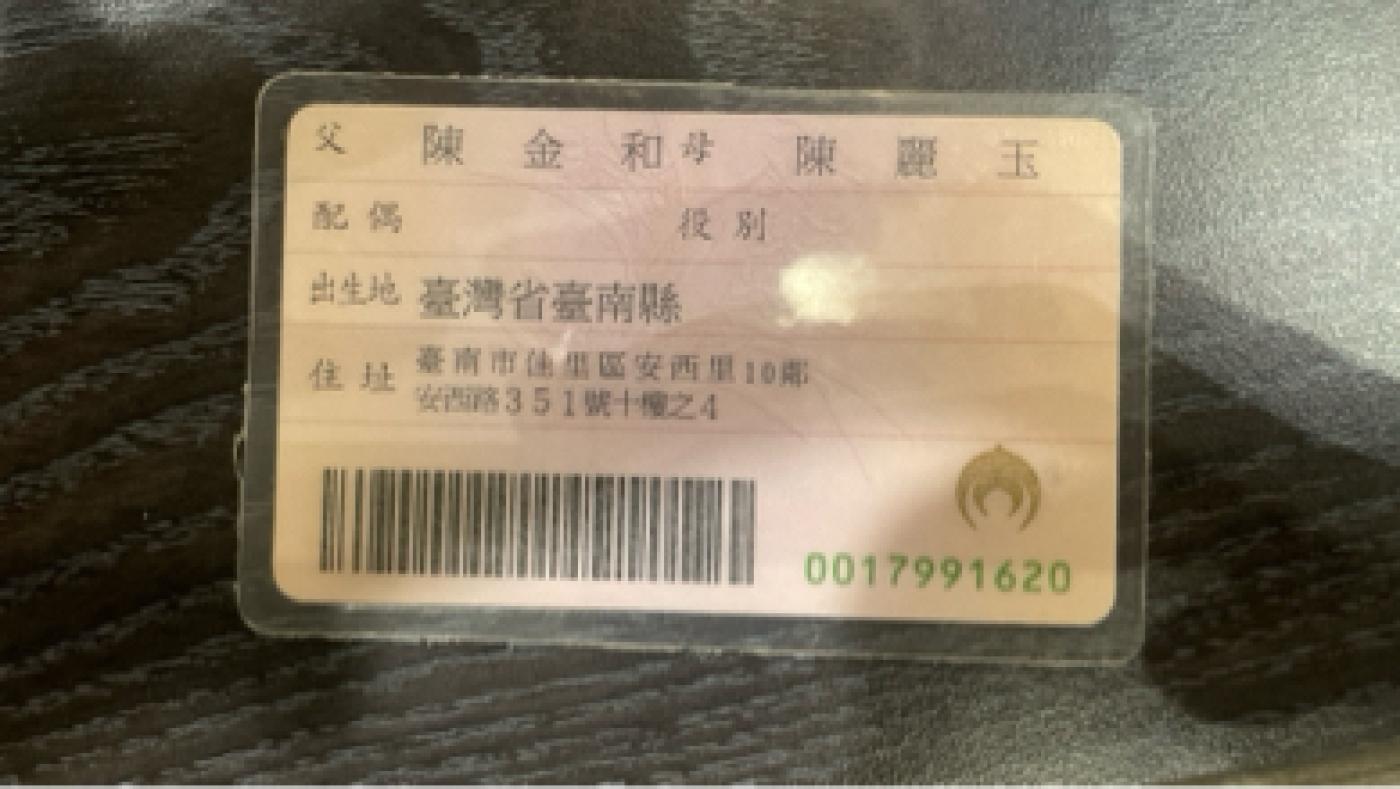 父 陳金和 母 陳麗玉
配偶 役別
出生地 臺灣省臺南縣
住址 臺南市佳里區安西里10鄰
安西路351號十樓之4
0017991620